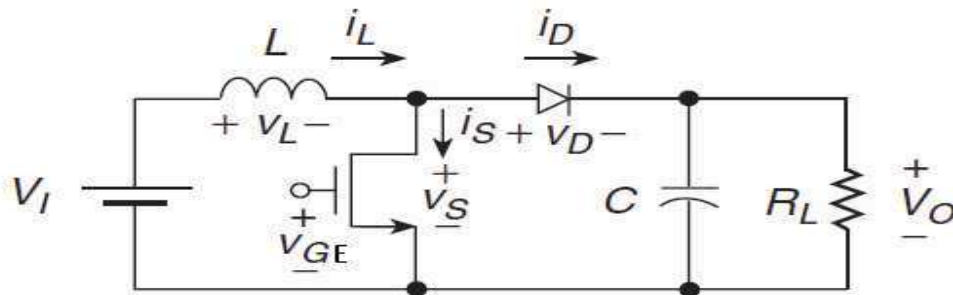 L i_L i_D
+ v_L − i_S + v_D −
V_I + v_GE − + v_S − C R_L + V_O −